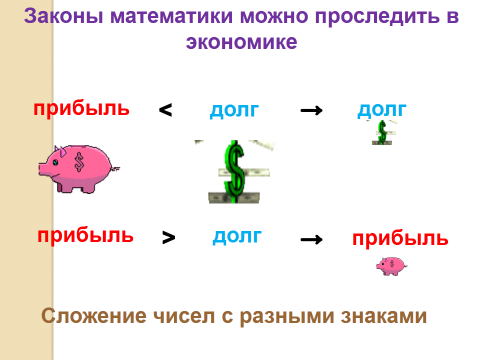 Законы математики можно проследить в
экономике
прибыль < долг → долг
прибыль > долг → прибыль
Сложение чисел с разными знаками